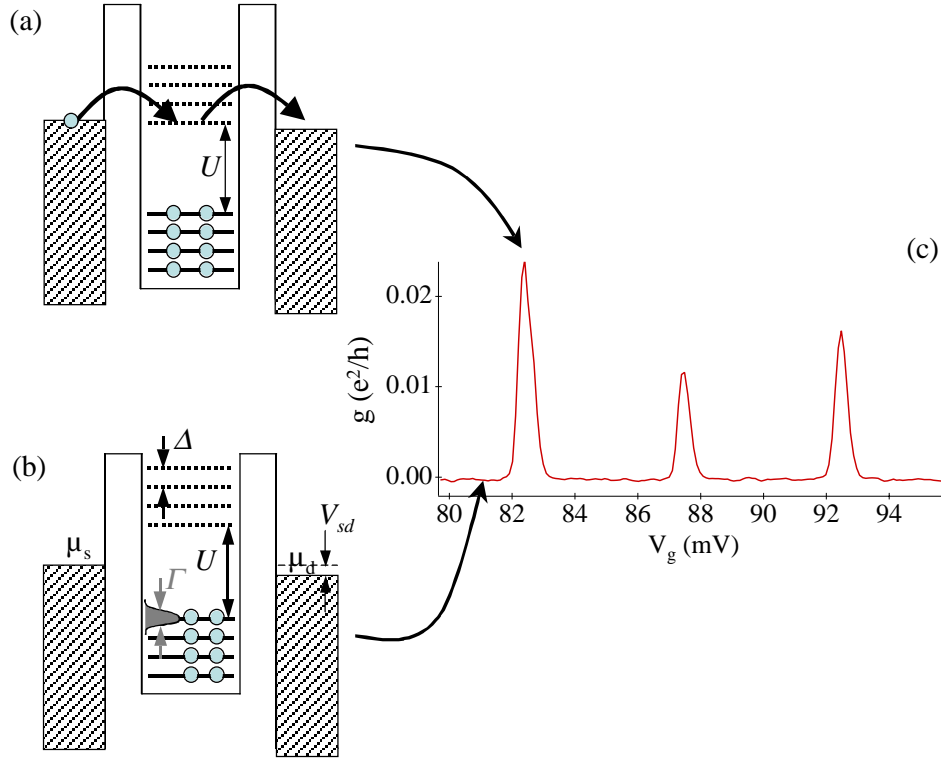 (a)
U
(b)
Δ
μs
Γ
U
Vsd
μd
(c)
g (e²/h)
0.02
0.01
0.00
80 82 84 86 88 90 92 94
Vg (mV)